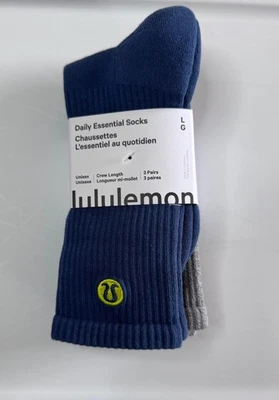 Daily Essential Socks
Chaussettes
L'essentiel au quotidien
L
G
Unisex
Unisexe
Crew Length
Longueur mi-mollet
3 Pairs
3 paires
lululemon